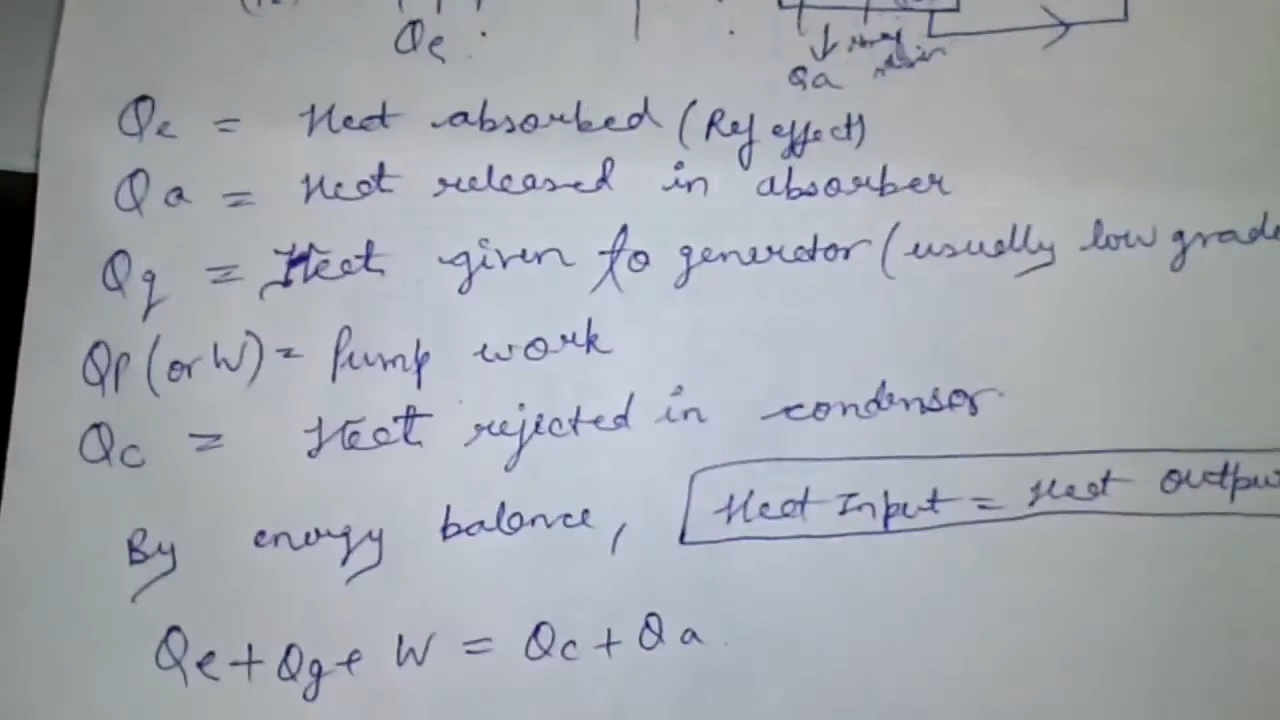 Qe
Qa
Qe = Heat absorbed (Ref effect)
Qa = Heat released in absorber
Qg = Heat given to generator (usually low grade
QP (or W) = Pump work
Qc = Heat rejected in condensor
By energy balance, Heat Input = Heat Outpu
Qe + Qg + W = Qc + Qa